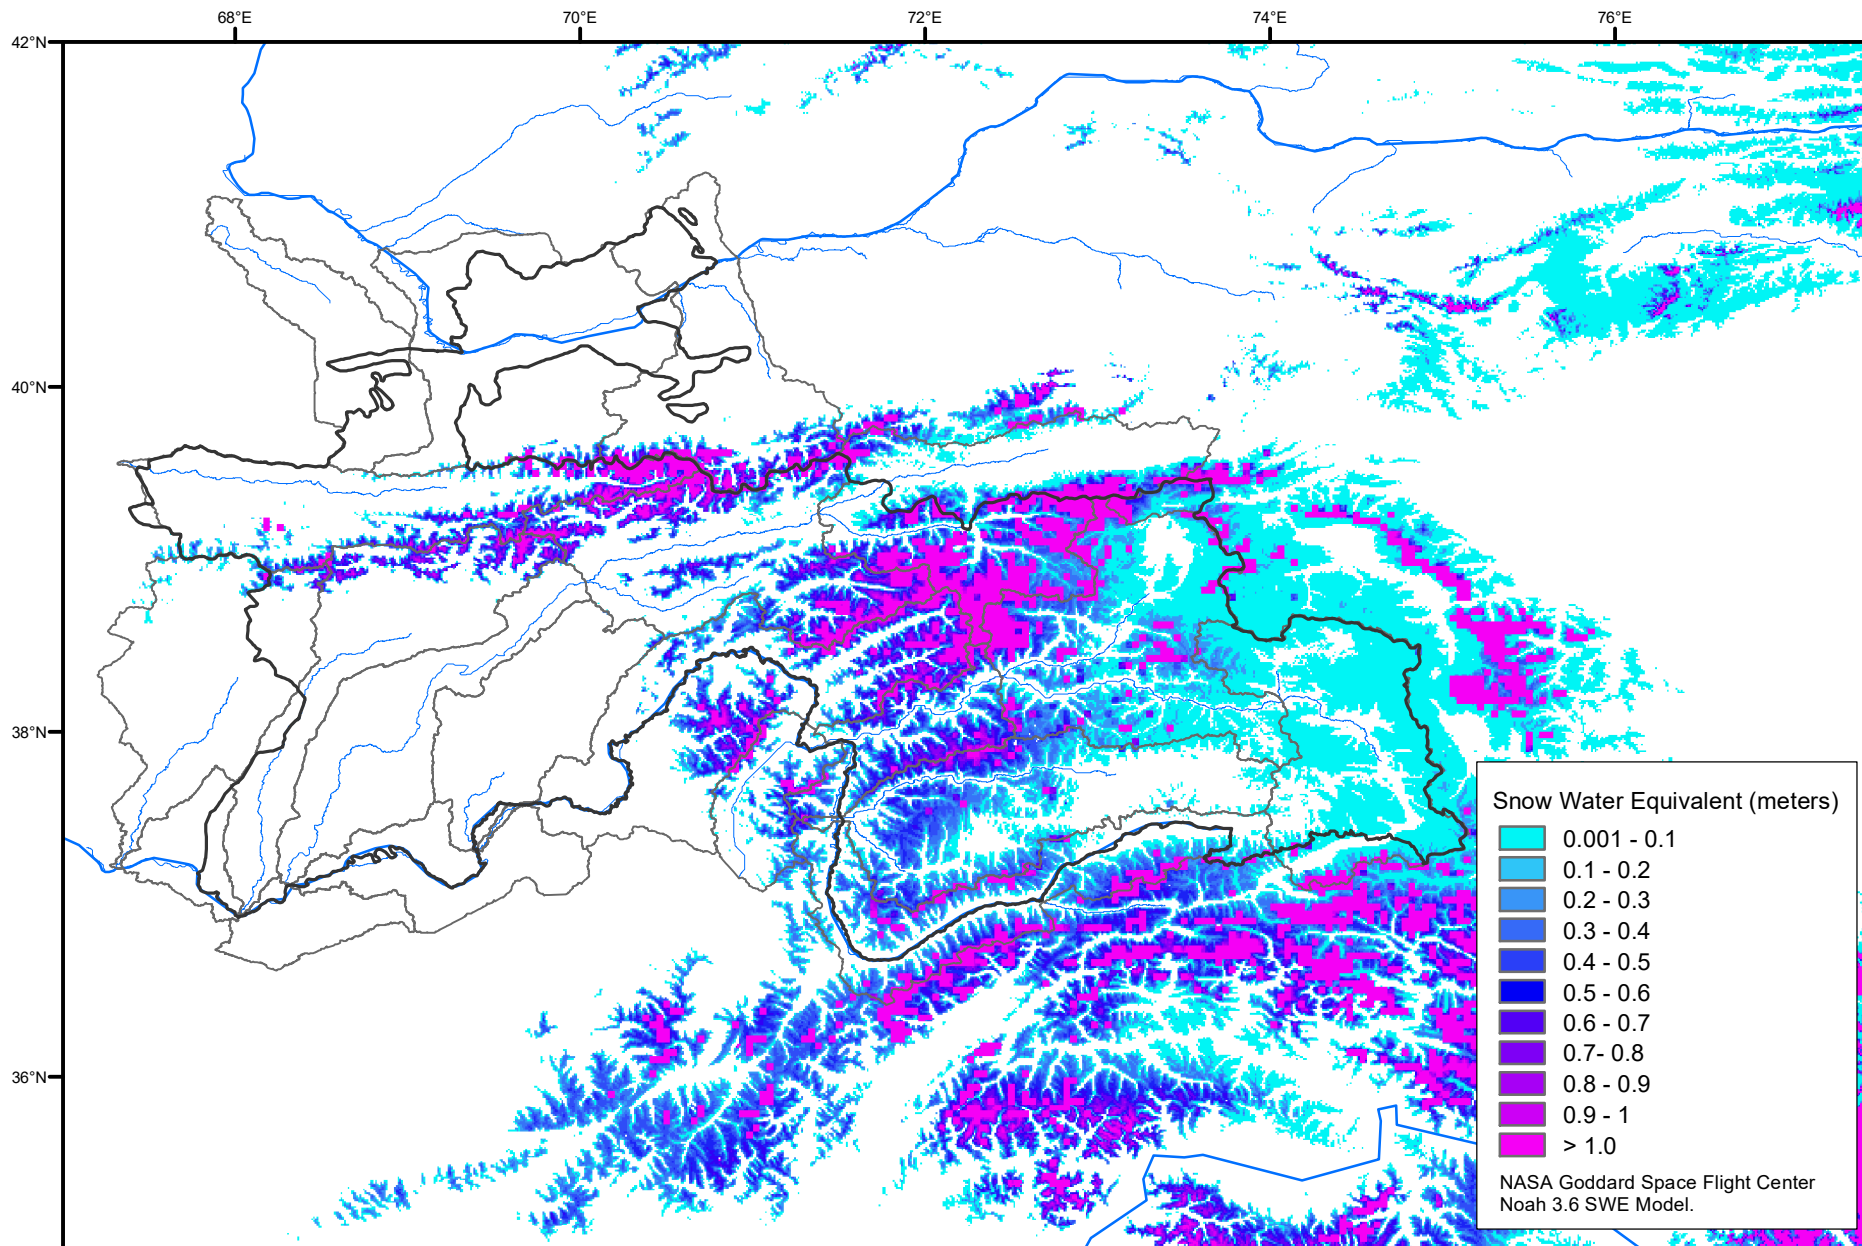 68°E
70°E
72°E
74°E
76°E
42°N
40°N
38°N
36°N
Snow Water Equivalent (meters)
0.001 - 0.1
0.1 - 0.2
0.2 - 0.3
0.3 - 0.4
0.4 - 0.5
0.5 - 0.6
0.6 - 0.7
0.7- 0.8
0.8 - 0.9
0.9 - 1
> 1.0
NASA Goddard Space Flight Center
Noah 3.6 SWE Model.